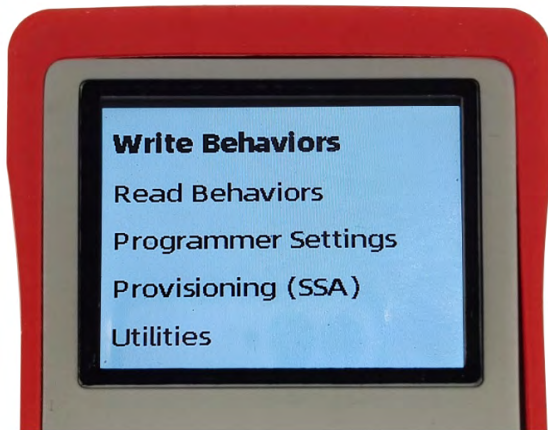 Write Behaviors
Read Behaviors
Programmer Settings
Provisioning (SSA)
Utilities